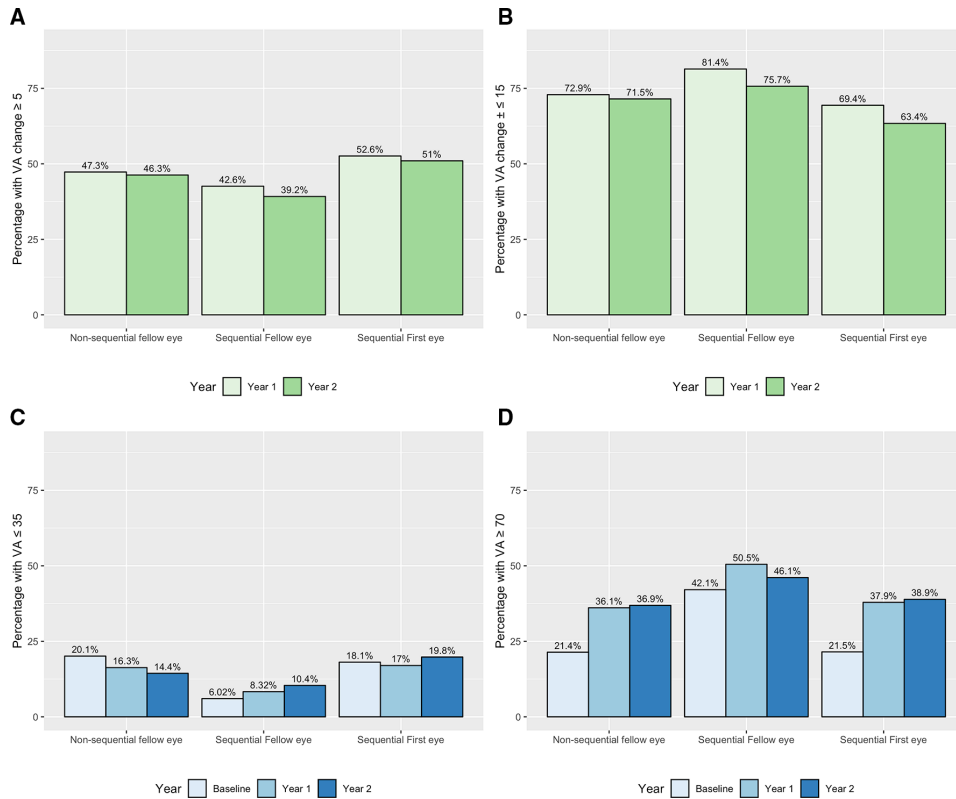 A
Percentage with VA change ≥ 5
75
50
25
0
47.3%
46.3%
42.6%
39.2%
52.6%
51%
Non-sequential fellow eye
Sequential Fellow eye
Sequential First eye
Year
Year 1
Year 2
B
Percentage with VA change ± ≤ 15
75
50
25
0
72.9%
71.5%
81.4%
75.7%
69.4%
63.4%
Non-sequential fellow eye
Sequential Fellow eye
Sequential First eye
Year
Year 1
Year 2
C
Percentage with VA ≤ 35
75
50
25
0
20.1%
16.3%
14.4%
6.02%
8.32%
10.4%
18.1%
17%
19.8%
Non-sequential fellow eye
Sequential Fellow eye
Sequential First eye
Year
Baseline
Year 1
Year 2
D
Percentage with VA ≥ 70
75
50
25
0
21.4%
36.1%
36.9%
42.1%
50.5%
46.1%
21.5%
37.9%
38.9%
Non-sequential fellow eye
Sequential Fellow eye
Sequential First eye
Year
Baseline
Year 1
Year 2